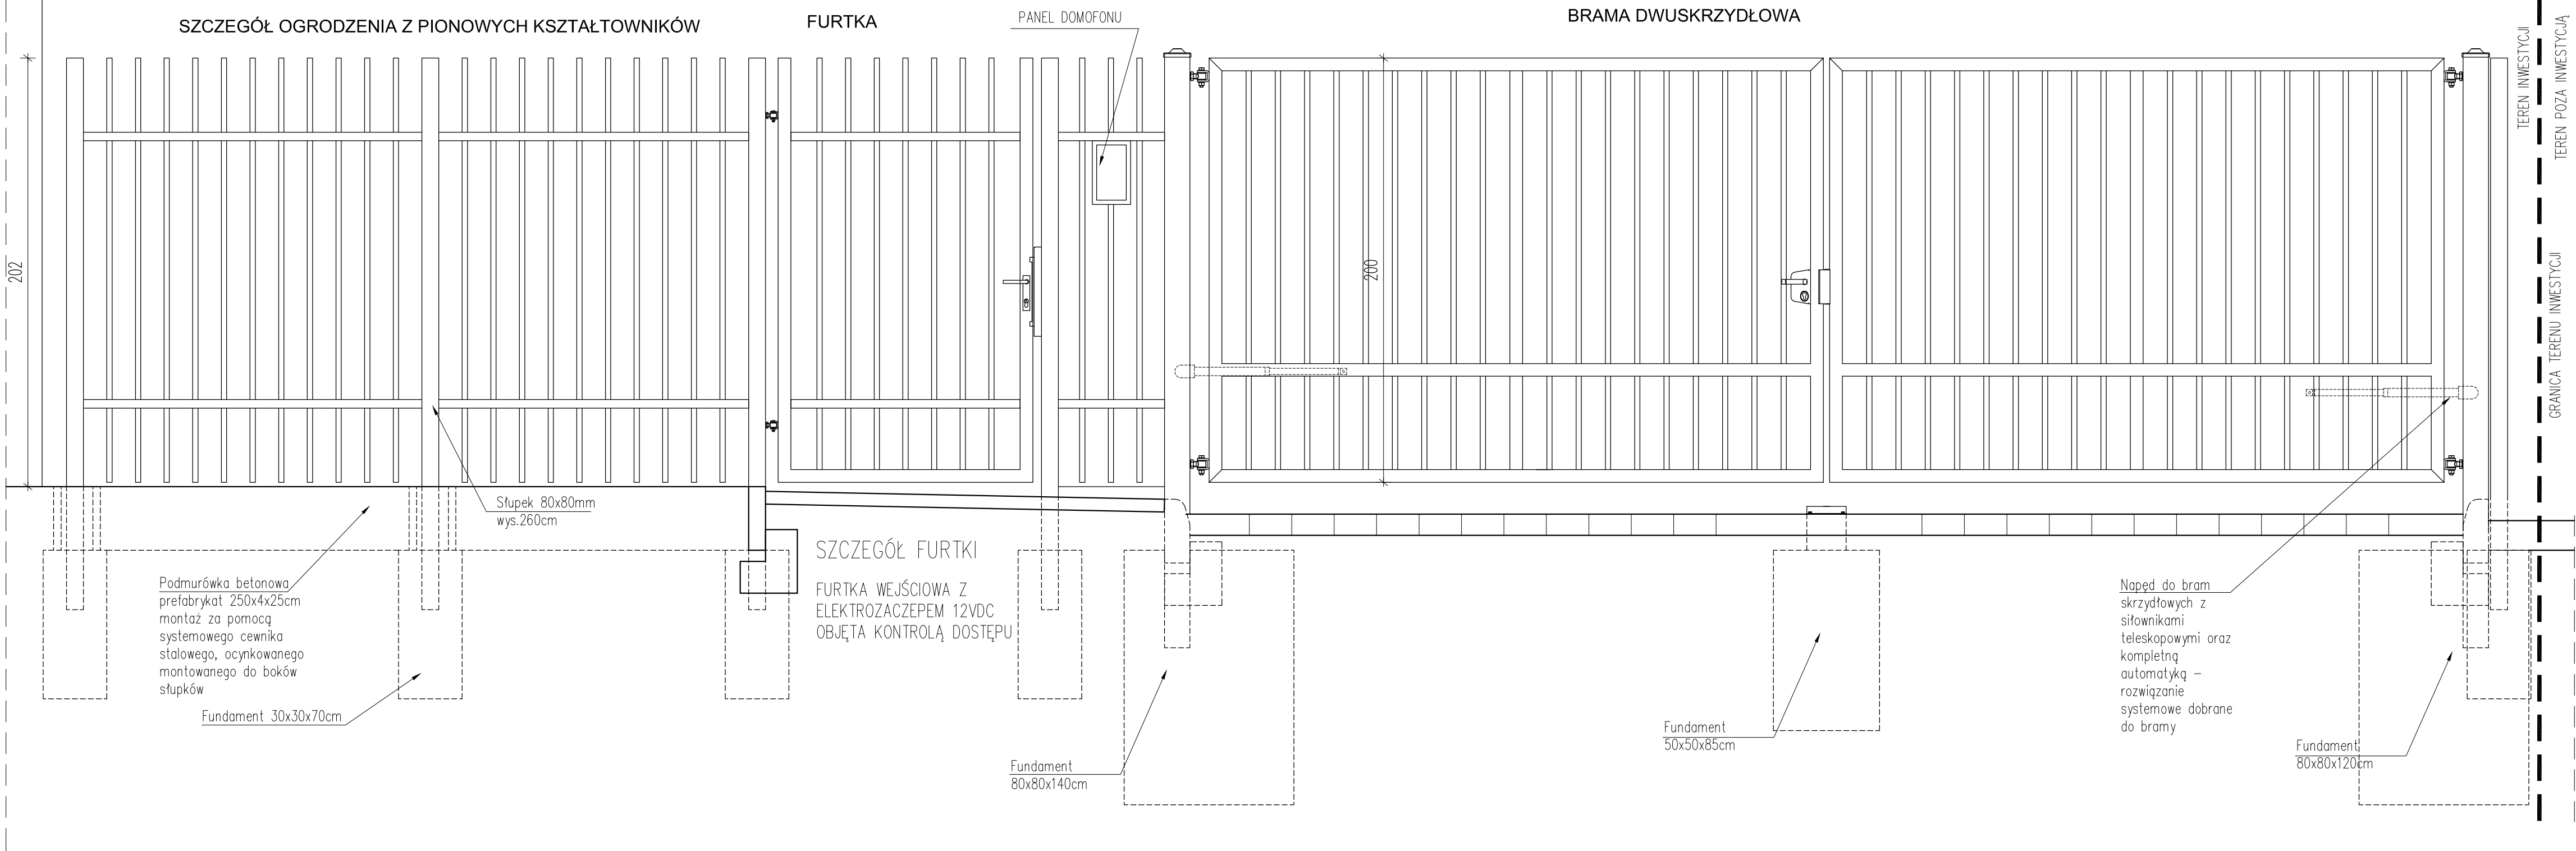 SZCZEGÓŁ OGRODZENIA Z PIONOWYCH KSZTAŁTOWNIKÓW
FURTKA
PANEL DOMOFONU
BRAMA DWUSKRZYDŁOWA
TEREN INWESTYCJI
TEREN POZA INWESTYCJĄ
GRANICA TERENU INWESTYCJI
202
200
Słupek 80x80mm
wys.260cm
SZCZEGÓŁ FURTKI
FURTKA WEJŚCIOWA Z
ELEKTROZACZEPEM 12VDC
OBJĘTA KONTROLĄ DOSTĘPU
Podmurówka betonowa
prefabrykat 250x4x25cm
montaż za pomocą
systemowego cewnika
stalowego, ocynkowanego
montowanego do boków
słupków
Fundament 30x30x70cm
Fundament
80x80x140cm
Fundament
50x50x85cm
Napęd do bram
skrzydłowych z
siłownikami
teleskopowymi oraz
kompletną
automatyką –
rozwiązanie
systemowe dobrane
do bramy
Fundament
80x80x120cm